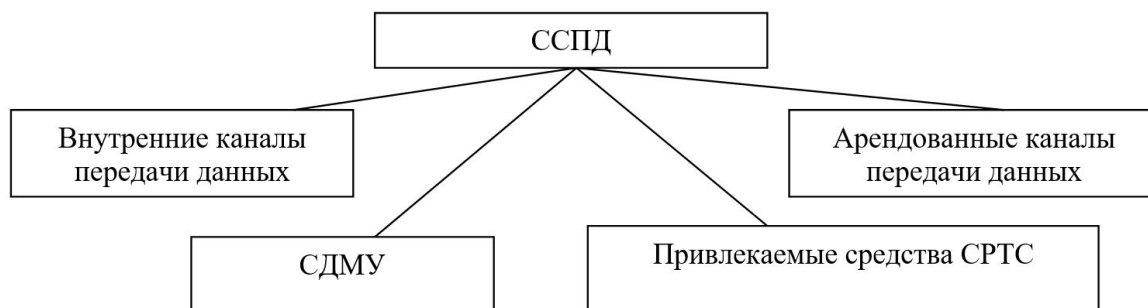 ССПД
Внутренние каналы
передачи данных
Арендованные каналы
передачи данных
СДМУ
Привлекаемые средства СРТС